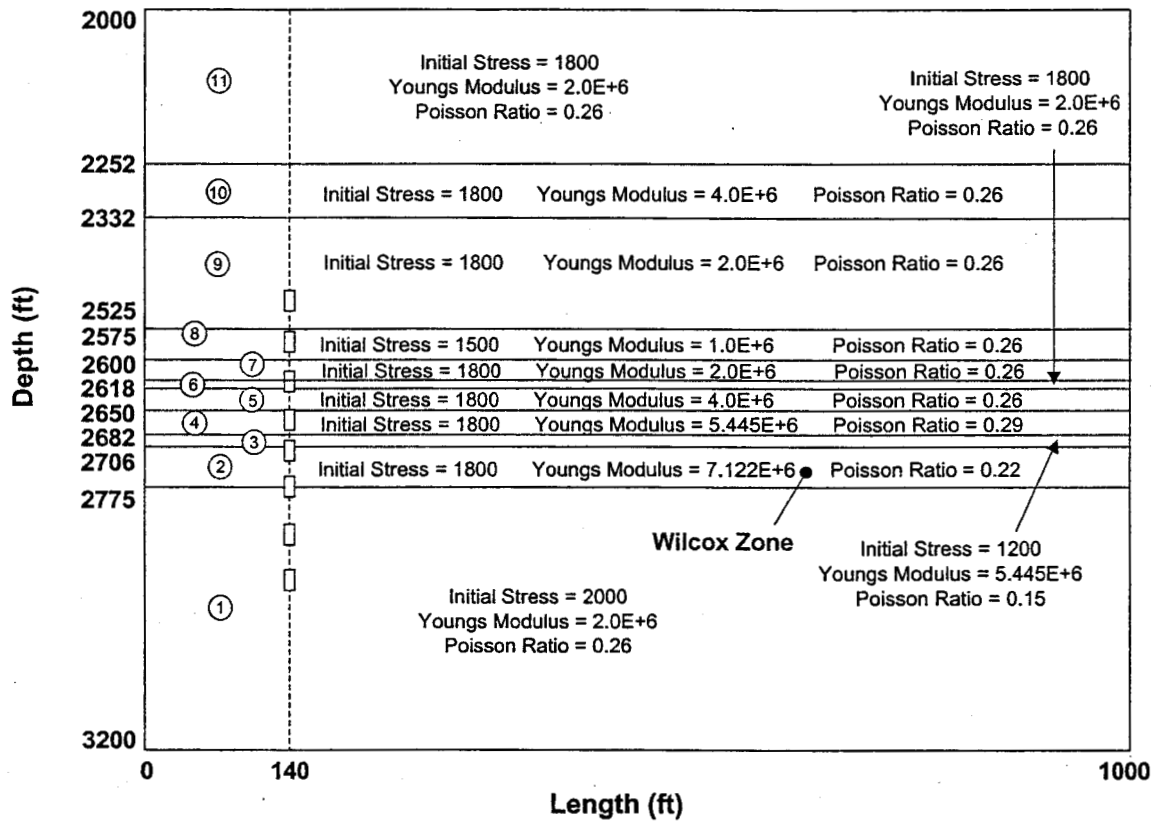 2000
11
Initial Stress = 1800
Youngs Modulus = 2.0E+6
Poisson Ratio = 0.26
Initial Stress = 1800
Youngs Modulus = 2.0E+6
Poisson Ratio = 0.26
2252
10
Initial Stress = 1800 Youngs Modulus = 4.0E+6 Poisson Ratio = 0.26
2332
9
Initial Stress = 1800 Youngs Modulus = 2.0E+6 Poisson Ratio = 0.26
2525
8
2575
Initial Stress = 1500 Youngs Modulus = 1.0E+6 Poisson Ratio = 0.26
2600
7
Initial Stress = 1800 Youngs Modulus = 2.0E+6 Poisson Ratio = 0.26
2618
6
5
Initial Stress = 1800 Youngs Modulus = 4.0E+6 Poisson Ratio = 0.26
2650
4
Initial Stress = 1800 Youngs Modulus = 5.445E+6 Poisson Ratio = 0.29
2682
3
2706
2
Initial Stress = 1800 Youngs Modulus = 7.122E+6 Poisson Ratio = 0.22
2775
Wilcox Zone
Initial Stress = 1200
Youngs Modulus = 5.445E+6
Poisson Ratio = 0.15
1
Initial Stress = 2000
Youngs Modulus = 2.0E+6
Poisson Ratio = 0.26
3200
Depth (ft)
0 140 1000
Length (ft)